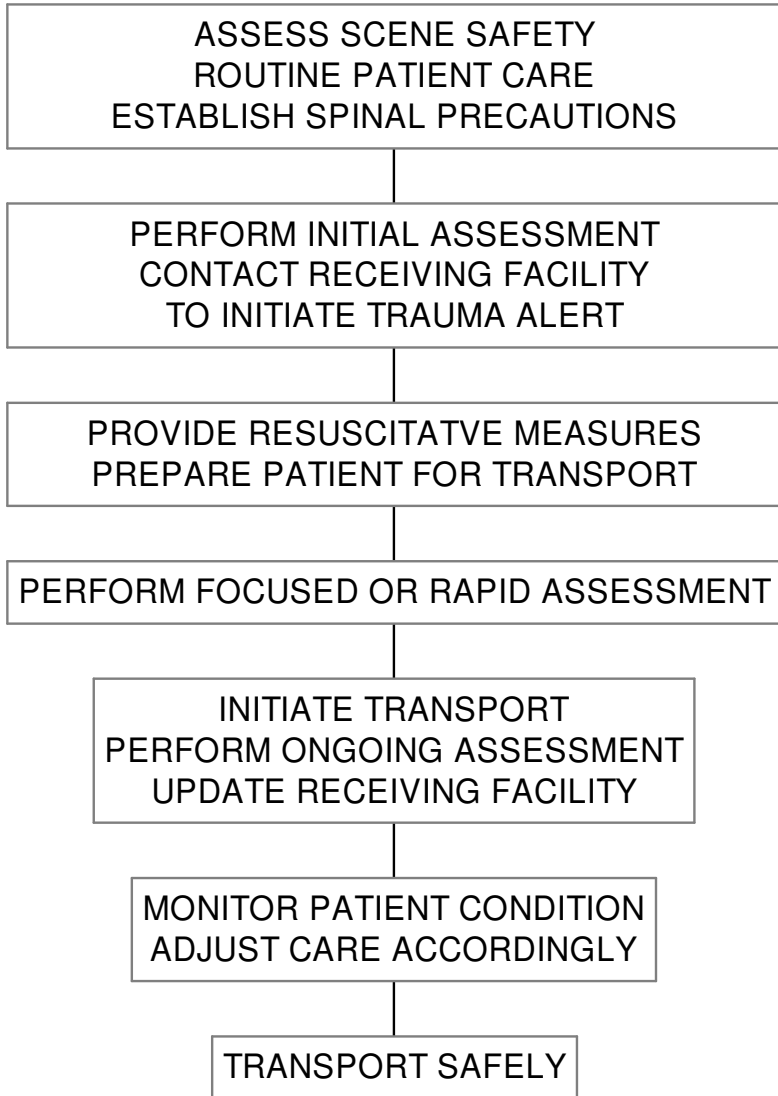 ASSESS SCENE SAFETY
ROUTINE PATIENT CARE
ESTABLISH SPINAL PRECAUTIONS
PERFORM INITIAL ASSESSMENT
CONTACT RECEIVING FACILITY
TO INITIATE TRAUMA ALERT
PROVIDE RESUSCITATVE MEASURES
PREPARE PATIENT FOR TRANSPORT
PERFORM FOCUSED OR RAPID ASSESSMENT
INITIATE TRANSPORT
PERFORM ONGOING ASSESSMENT
UPDATE RECEIVING FACILITY
MONITOR PATIENT CONDITION
ADJUST CARE ACCORDINGLY
TRANSPORT SAFELY